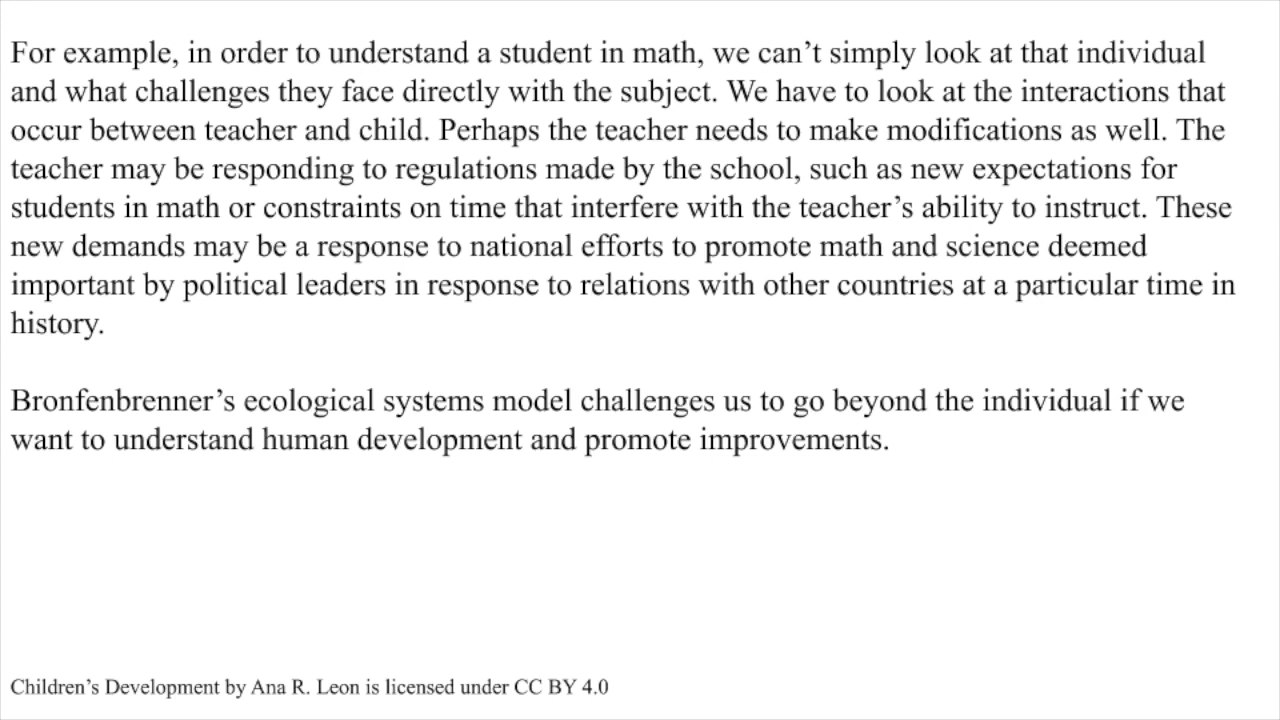 For example, in order to understand a student in math, we can’t simply look at that individual
and what challenges they face directly with the subject. We have to look at the interactions that
occur between teacher and child. Perhaps the teacher needs to make modifications as well. The
teacher may be responding to regulations made by the school, such as new expectations for
students in math or constraints on time that interfere with the teacher’s ability to instruct. These
new demands may be a response to national efforts to promote math and science deemed
important by political leaders in response to relations with other countries at a particular time in
history.
Bronfenbrenner’s ecological systems model challenges us to go beyond the individual if we
want to understand human development and promote improvements.
Children’s Development by Ana R. Leon is licensed under CC BY 4.0